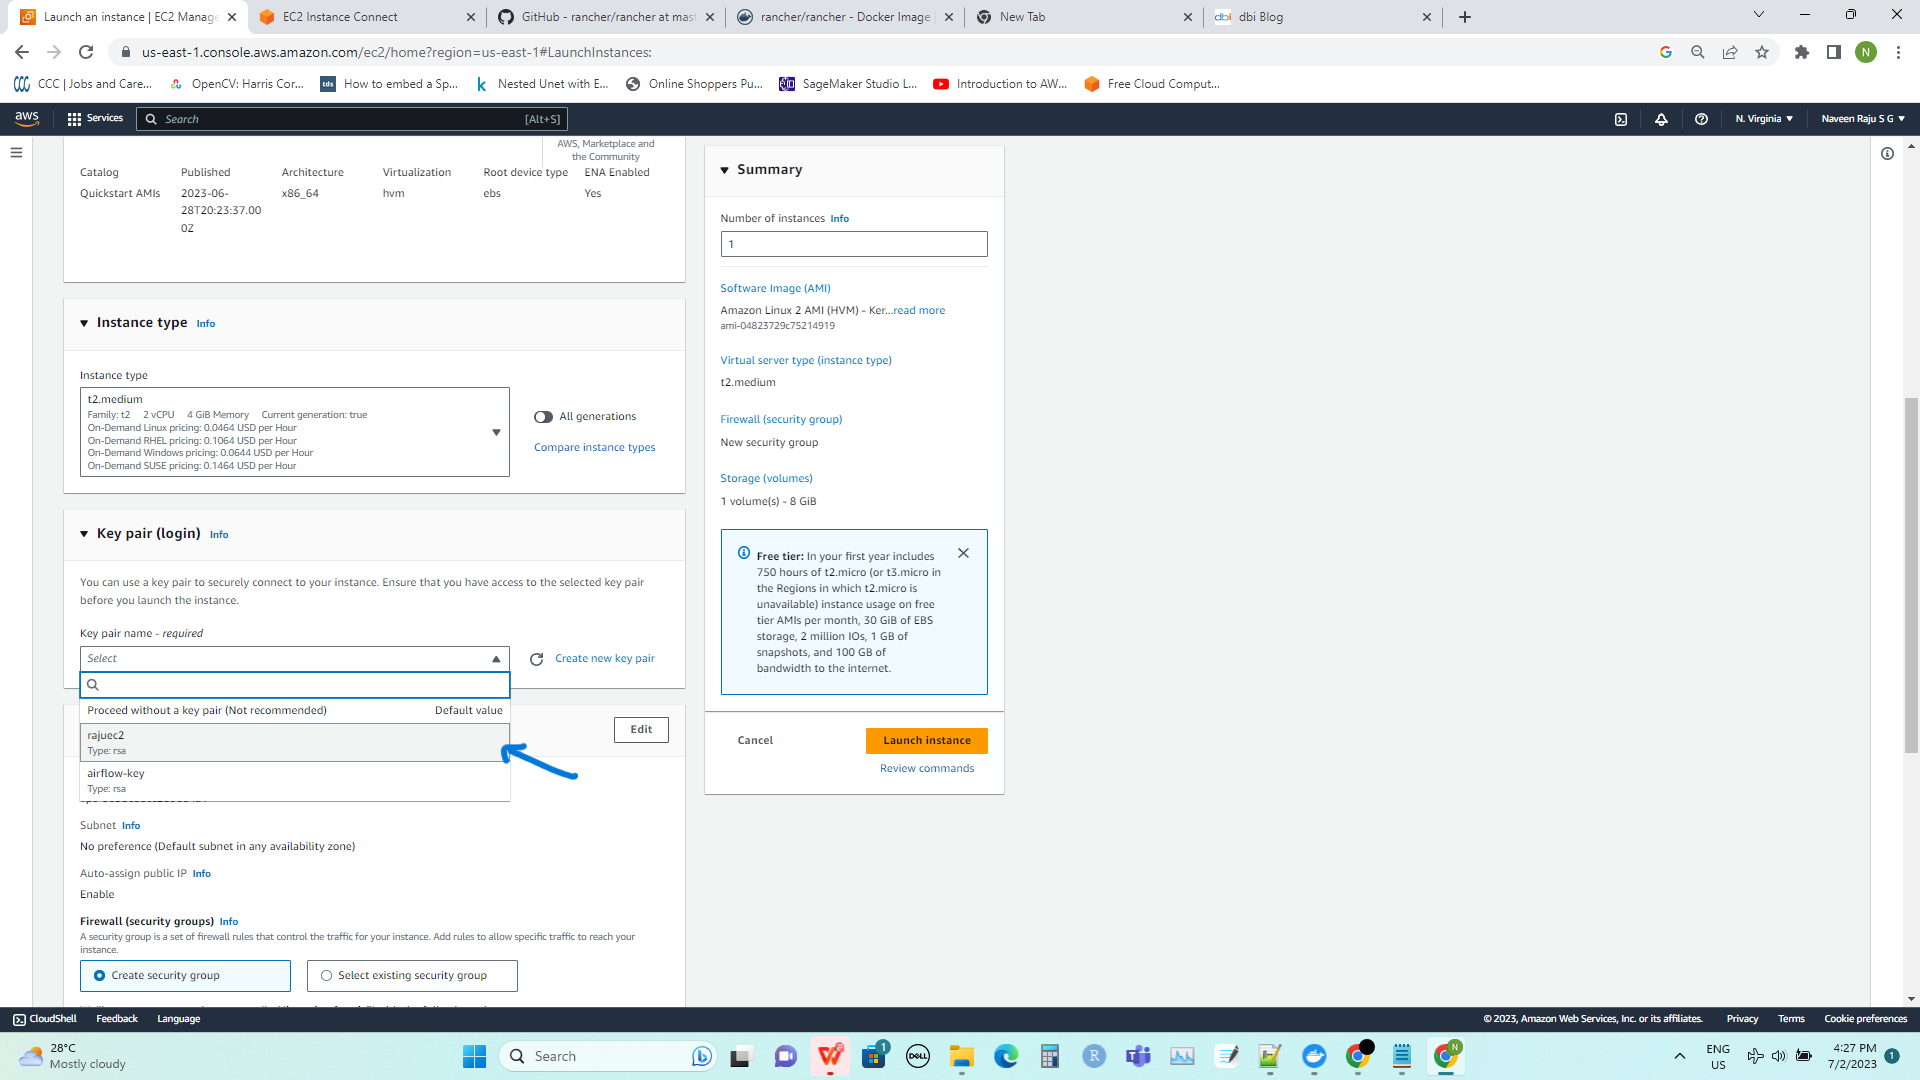 Launch an instance | EC2 Manage
EC2 Instance Connect
GitHub - rancher/rancher at mast
rancher/rancher - Docker Image
New Tab
dbi dbi Blog
us-east-1.console.aws.amazon.com/ec2/home?region=us-east-1#LaunchInstances:
N
CCC | Jobs and Care...
OpenCV: Harris Cor...
tds How to embed a Sp...
k Nested Unet with E...
Online Shoppers Pu...
SageMaker Studio L...
Introduction to AW...
Free Cloud Comput...
aws
Services
Search
[Alt+S]
N. Virginia
Naveen Raju S G
AWS, Marketplace and
the Community
Catalog
Published
Architecture
Virtualization
Root device type
ENA Enabled
Quickstart AMIs
2023-06-
28T20:23:37.00
0Z
x86_64
hvm
ebs
Yes
Instance type Info
Instance type
t2.medium
Family: t2 2 vCPU 4 GiB Memory Current generation: true
On-Demand Linux pricing: 0.0464 USD per Hour
On-Demand RHEL pricing: 0.1064 USD per Hour
On-Demand Windows pricing: 0.0644 USD per Hour
On-Demand SUSE pricing: 0.1464 USD per Hour
All generations
Compare instance types
Key pair (login) Info
You can use a key pair to securely connect to your instance. Ensure that you have access to the selected key pair
before you launch the instance.
Key pair name - required
Select
Create new key pair
Proceed without a key pair (Not recommended)
Default value
rajuec2
Type: rsa
airflow-key
Type: rsa
Edit
Subnet Info
No preference (Default subnet in any availability zone)
Auto-assign public IP Info
Enable
Firewall (security groups) Info
A security group is a set of firewall rules that control the traffic for your instance. Add rules to allow specific traffic to reach your
instance.
Create security group
Select existing security group
Summary
Number of instances Info
1
Software Image (AMI)
Amazon Linux 2 AMI (HVM) - Ker...read more
ami-04823729c75214919
Virtual server type (instance type)
t2.medium
Firewall (security group)
New security group
Storage (volumes)
1 volume(s) - 8 GiB
Free tier: In your first year includes
750 hours of t2.micro (or t3.micro in
the Regions in which t2.micro is
unavailable) instance usage on free
tier AMIs per month, 30 GiB of EBS
storage, 2 million IOs, 1 GB of
snapshots, and 100 GB of
bandwidth to the internet.
Cancel
Launch instance
Review commands
CloudShell
Feedback
Language
© 2023, Amazon Web Services, Inc. or its affiliates.
Privacy
Terms
Cookie preferences
28°C
Mostly cloudy
Search
1
DELL
R
N
ENG
US
4:27 PM
7/2/2023
1